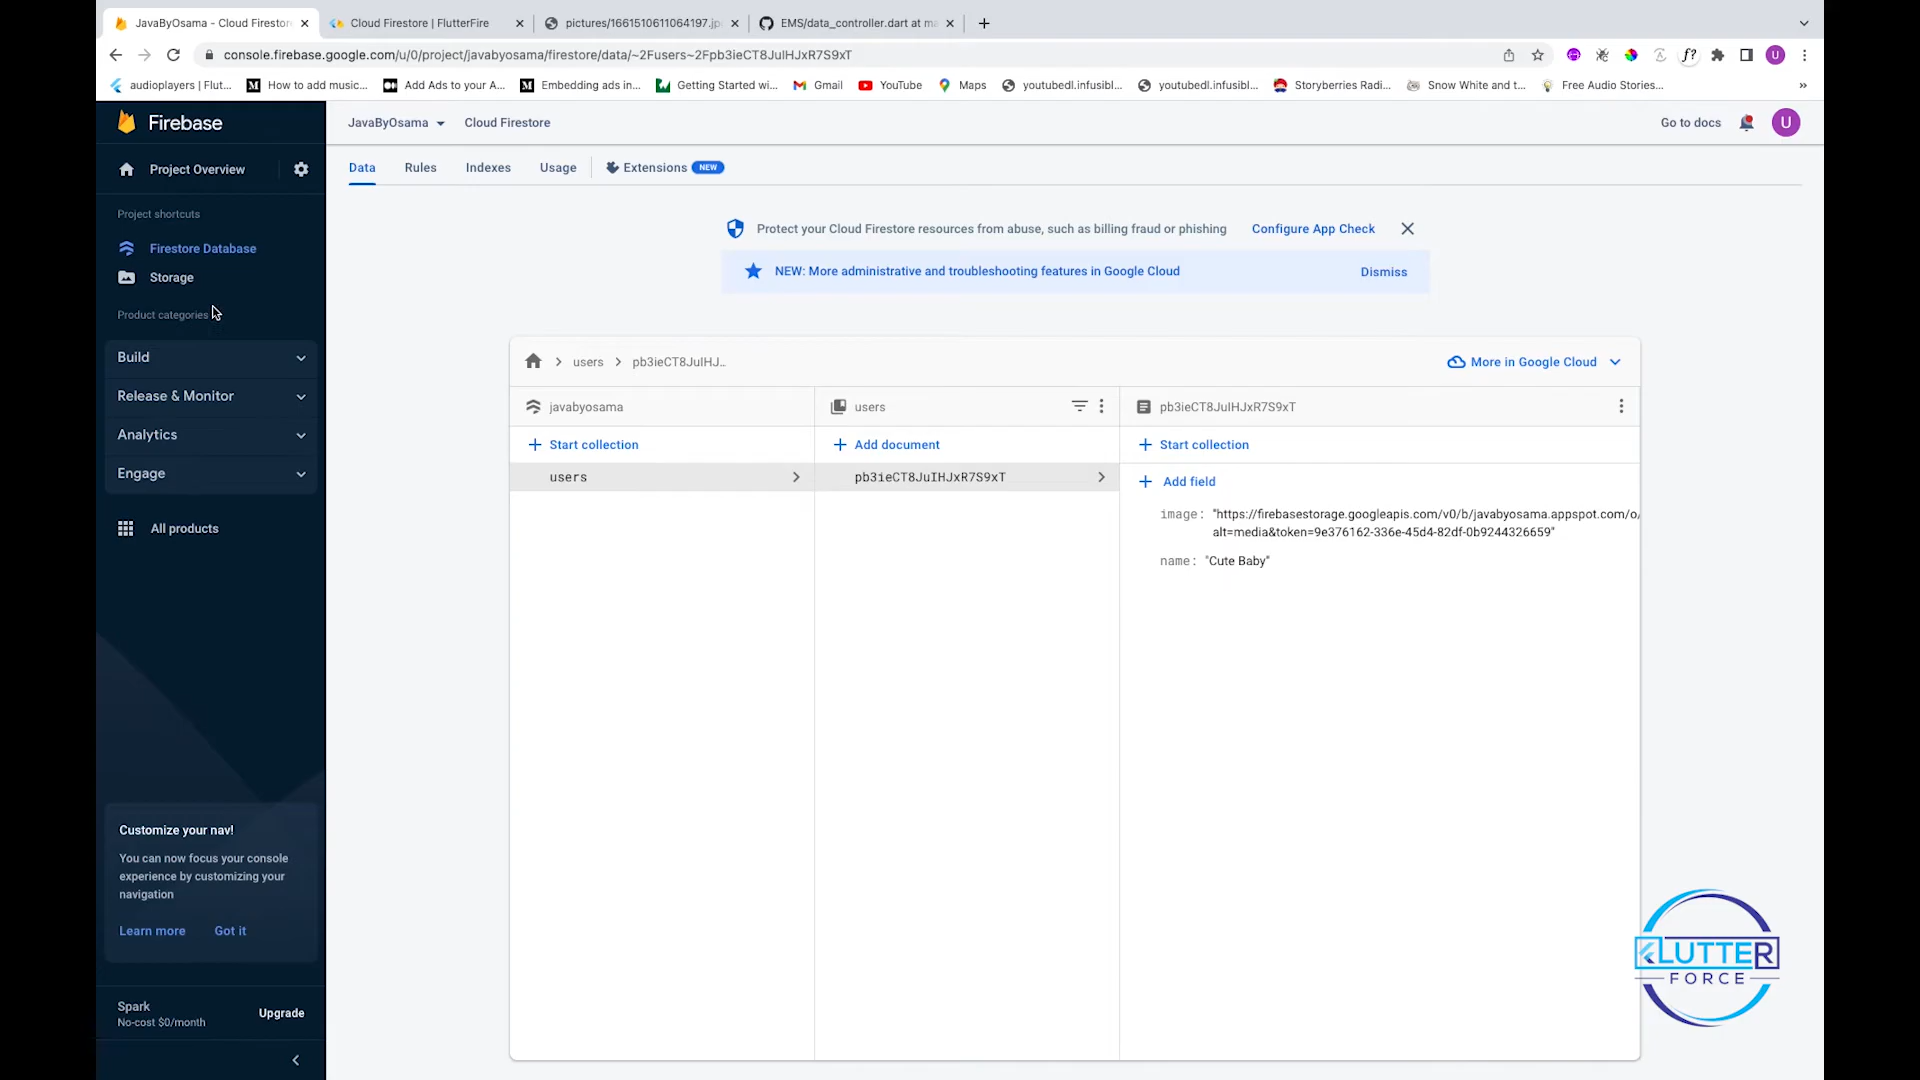 JavaByOsama - Cloud Firestore
Cloud Firestore | FlutterFire
pictures/1661510611064197.jp
EMS/data_controller.dart at ma
console.firebase.google.com/u/0/project/javabyosama/firestore/data/~2Fusers~2Fpb3ieCT8JuIHJxR7S9xT
audioplayers | Flut...
How to add music...
Add Ads to your A...
Embedding ads in...
Getting Started wi...
Gmail
YouTube
Maps
youtubedl.infusibl...
youtubedl.infusibl...
Storyberries Radi...
Snow White and t...
Free Audio Stories...
Firebase
JavaByOsama
Cloud Firestore
Go to docs
U
Project Overview
Data
Rules
Indexes
Usage
Extensions
NEW
Project shortcuts
Firestore Database
Storage
Product categories
Build
Release & Monitor
Analytics
Engage
All products
Protect your Cloud Firestore resources from abuse, such as billing fraud or phishing
Configure App Check
NEW: More administrative and troubleshooting features in Google Cloud
Dismiss
users
pb3ieCT8JuIHJ...
More in Google Cloud
javabyosama
users
pb3ieCT8JuIHJxR7S9xT
Start collection
Add document
Start collection
users
pb3ieCT8JuIHJxR7S9xT
Add field
image: "https://firebasestorage.googleapis.com/v0/b/javabyosama.appspot.com/o/
alt=media&token=9e376162-336e-45d4-82df-0b9244326659"
name: "Cute Baby"
Customize your nav!
You can now focus your console
experience by customizing your
navigation
Learn more
Got it
Spark
No-cost $0/month
Upgrade
FLUTTER
FORCE